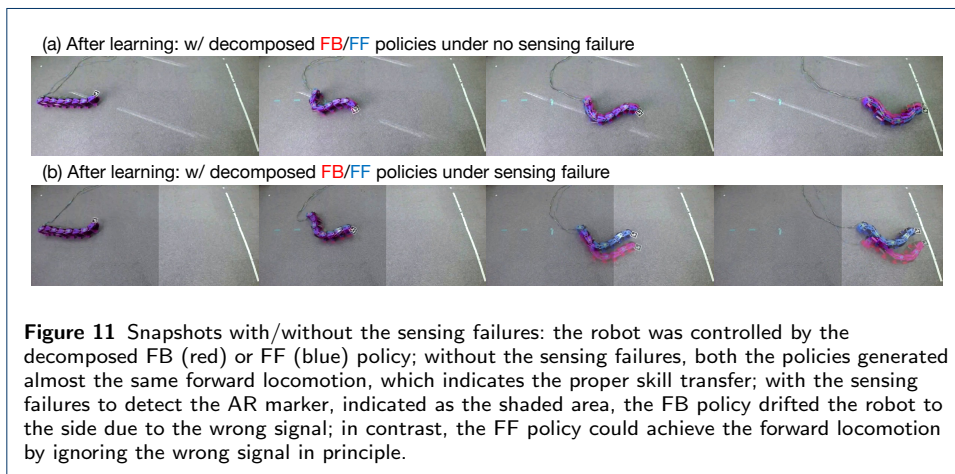 (a) After learning: w/ decomposed FB/FF policies under no sensing failure
(b) After learning: w/ decomposed FB/FF policies under sensing failure
Figure 11 Snapshots with/without the sensing failures: the robot was controlled by the
decomposed FB (red) or FF (blue) policy; without the sensing failures, both the policies generated
almost the same forward locomotion, which indicates the proper skill transfer; with the sensing
failures to detect the AR marker, indicated as the shaded area, the FB policy drifted the robot to
the side due to the wrong signal; in contrast, the FF policy could achieve the forward locomotion
by ignoring the wrong signal in principle.